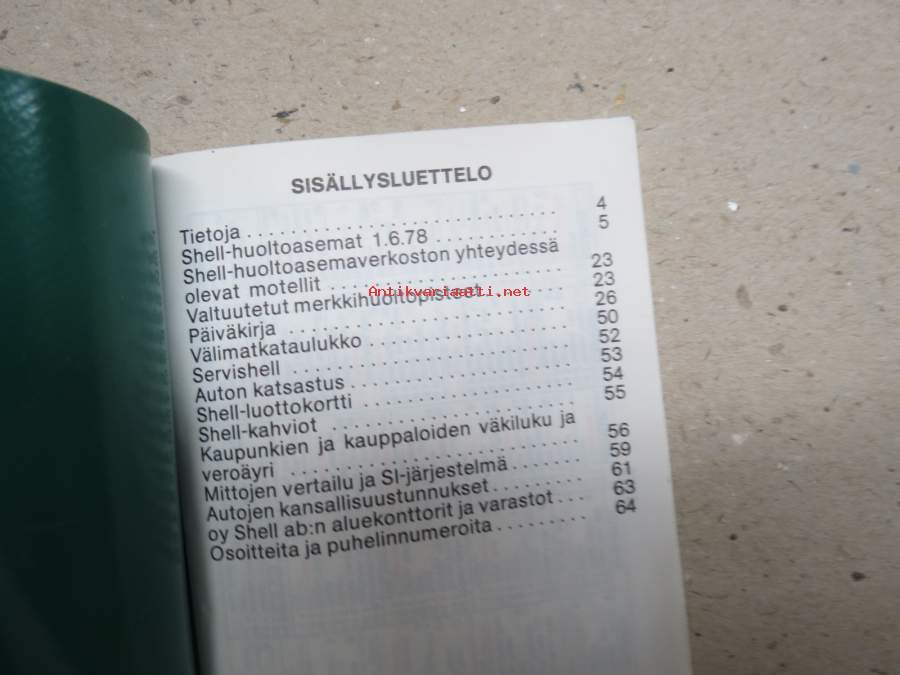 SISÄLLYSLUETTELO
Tietoja . . . . . . . . . . . . . . . . . . . . . . . . . . . . 4
Shell-huoltoasemat 1.6.78 . . . . . . . . . . . 5
Shell-huoltoasemaverkoston yhteydessä
olevat motellit . . . . . . . . . . . . . . . . . . . . . 23
Valtuutetut merkkihuoltopisteet . . . . . . . 23
Antikvariaatti.net
Päiväkirja . . . . . . . . . . . . . . . . . . . . . . . . . 26
Välimatkataulukko . . . . . . . . . . . . . . . . . . 50
Servishell . . . . . . . . . . . . . . . . . . . . . . . . . 52
Auton katsastus . . . . . . . . . . . . . . . . . . . . 53
Shell-luottokortti . . . . . . . . . . . . . . . . . . . 54
Shell-kahviot . . . . . . . . . . . . . . . . . . . . . . 55
Kaupunkien ja kauppaloiden väkiluku ja
veroäyri . . . . . . . . . . . . . . . . . . . . . . . . . . 56
Mittojen vertailu ja SI-järjestelmä . . . . . . . 59
Autojen kansallisuustunnukset . . . . . . . . . 61
oy Shell ab:n aluekonttorit ja varastot . . . 63
Osoitteita ja puhelinnumeroita . . . . . . . . . 64